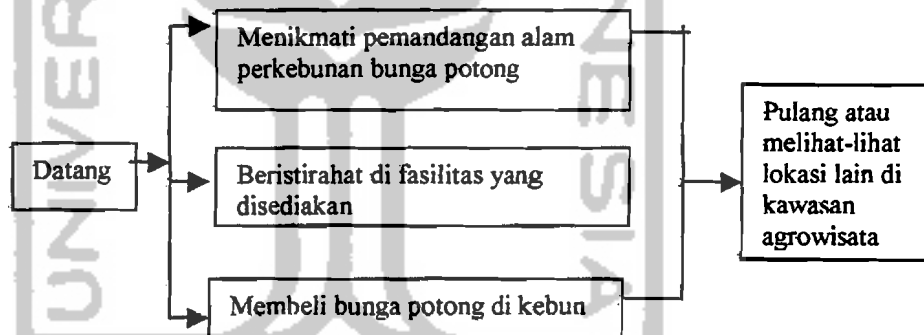 Menikmati pemandangan alam
perkebunan bunga potong
Datang
Beristirahat di fasilitas yang
disediakan
Membeli bunga potong di kebun
Pulang atau
melihat-lihat
lokasi lain di
kawasan
agrowisata